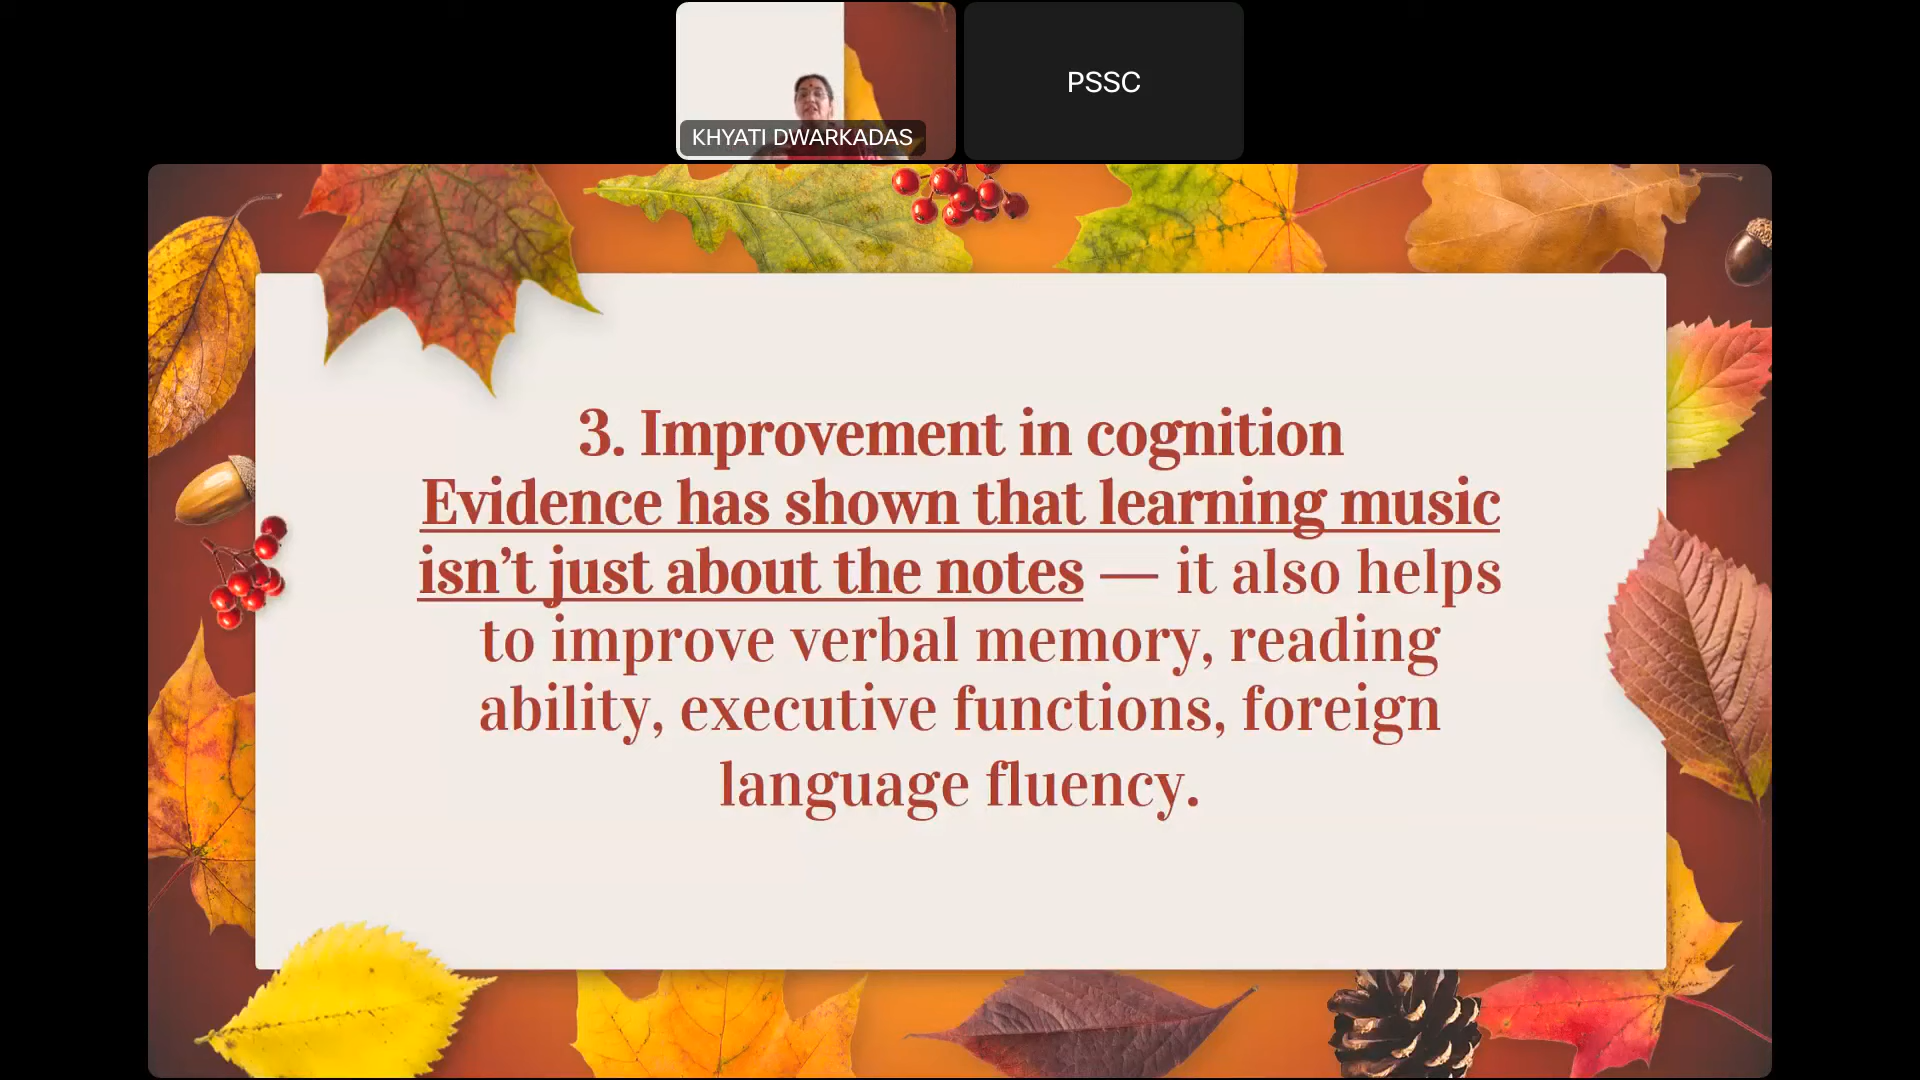 KHYATI DWARKADAS
PSSC
3. Improvement in cognition
Evidence has shown that learning music
isn’t just about the notes — it also helps
to improve verbal memory, reading
ability, executive functions, foreign
language fluency.